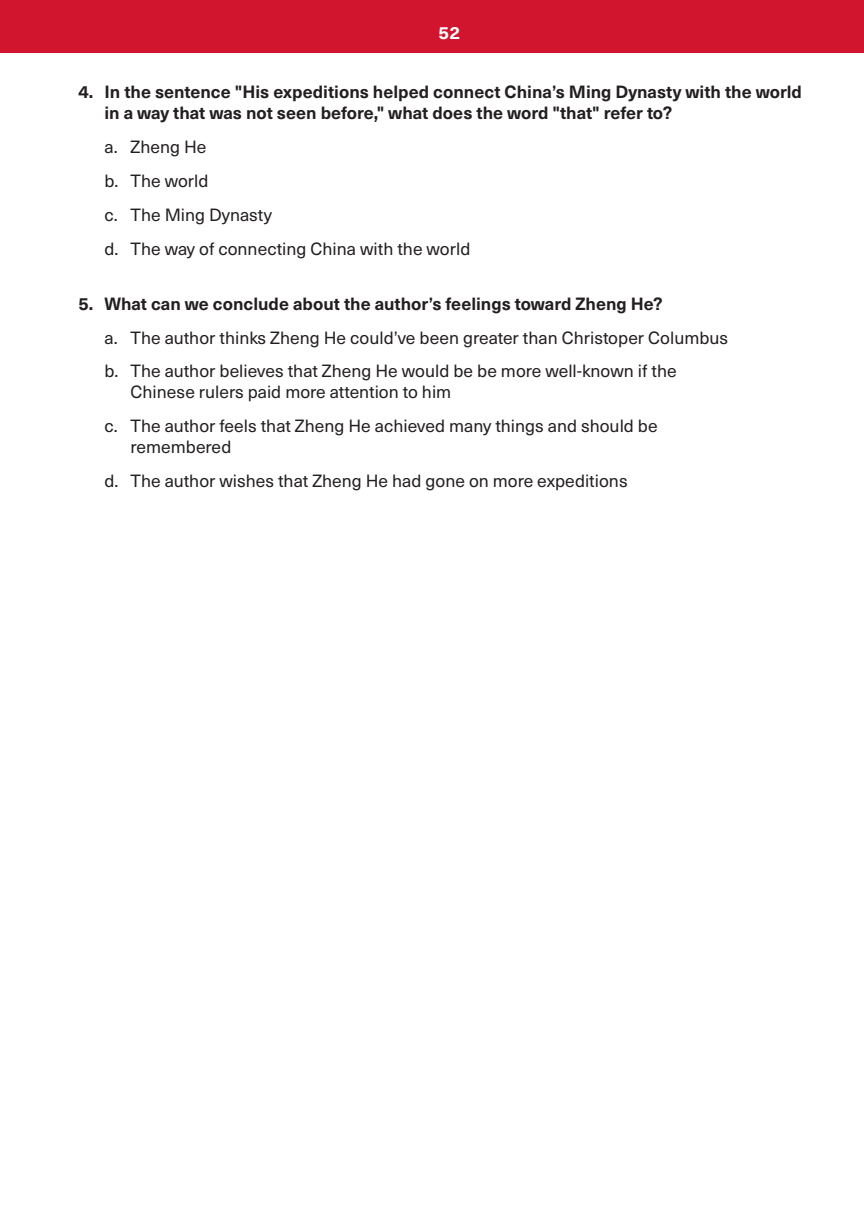 52
4. In the sentence "His expeditions helped connect China’s Ming Dynasty with the world
in a way that was not seen before," what does the word "that" refer to?
a. Zheng He
b. The world
c. The Ming Dynasty
d. The way of connecting China with the world
5. What can we conclude about the author’s feelings toward Zheng He?
a. The author thinks Zheng He could’ve been greater than Christoper Columbus
b. The author believes that Zheng He would be be more well-known if the
Chinese rulers paid more attention to him
c. The author feels that Zheng He achieved many things and should be
remembered
d. The author wishes that Zheng He had gone on more expeditions